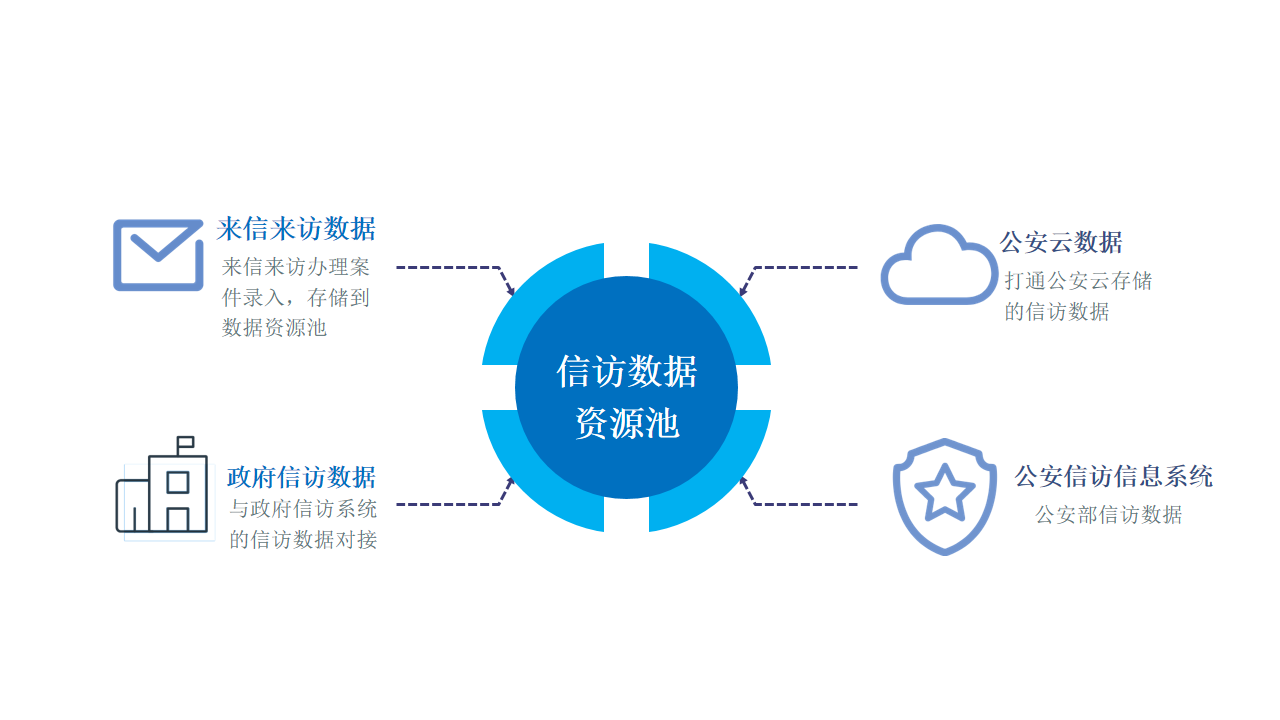 来信来访数据
来信来访办理案
件录入，存储到
数据资源池
政府信访数据
与政府信访系统
的信访数据对接
信访数据
资源池
公安云数据
打通公安云存储
的信访数据
公安信访信息系统
公安部信访数据